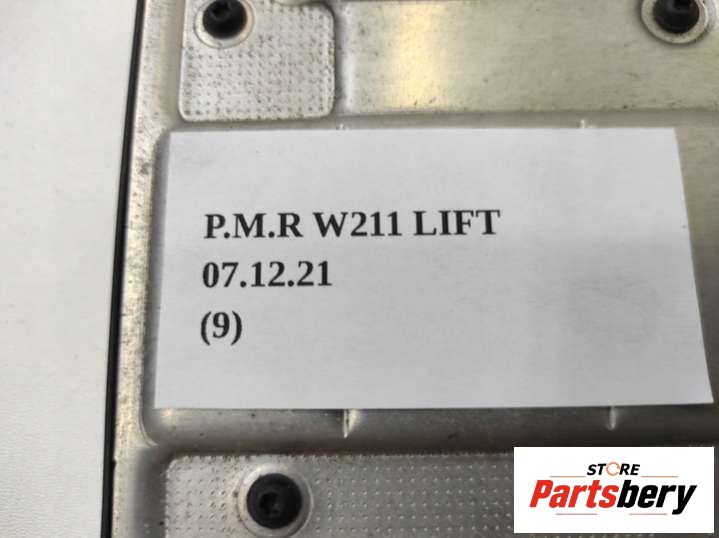 P.M.R W211 LIFT
07.12.21
(9)
STORE
Partsbery